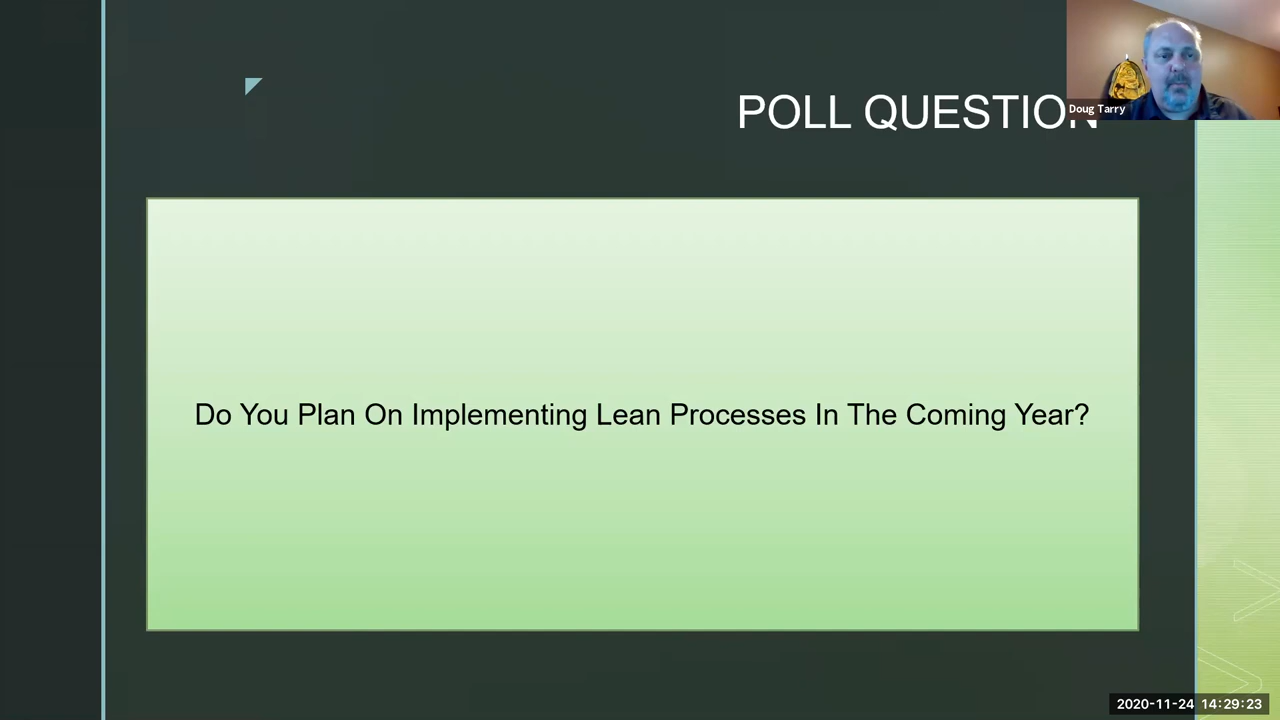 POLL QUESTION
Doug Tarry
Do You Plan On Implementing Lean Processes In The Coming Year?
2020-11-24 14:29:23